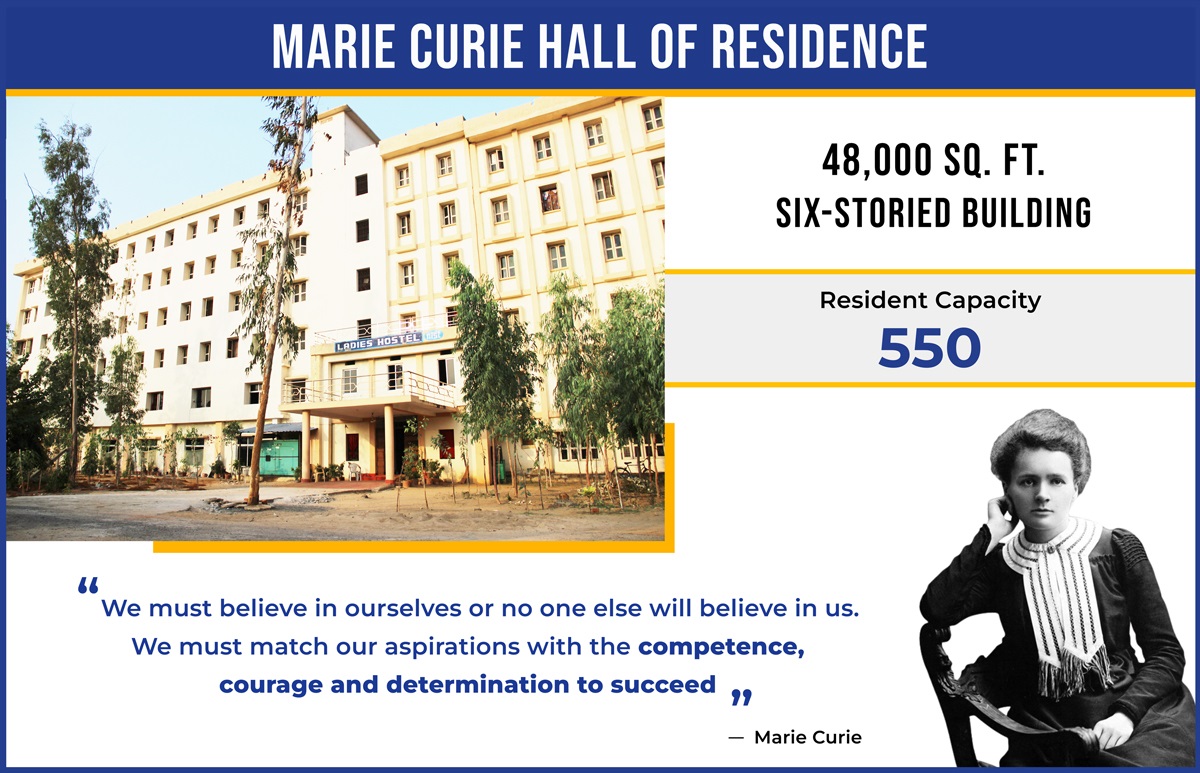 MARIE CURIE HALL OF RESIDENCE
48,000 SQ. FT.
SIX-STORIED BUILDING
Resident Capacity
550
LADIES HOSTEL
“We must believe in ourselves or no one else will believe in us.
We must match our aspirations with the competence,
courage and determination to succeed”
— Marie Curie